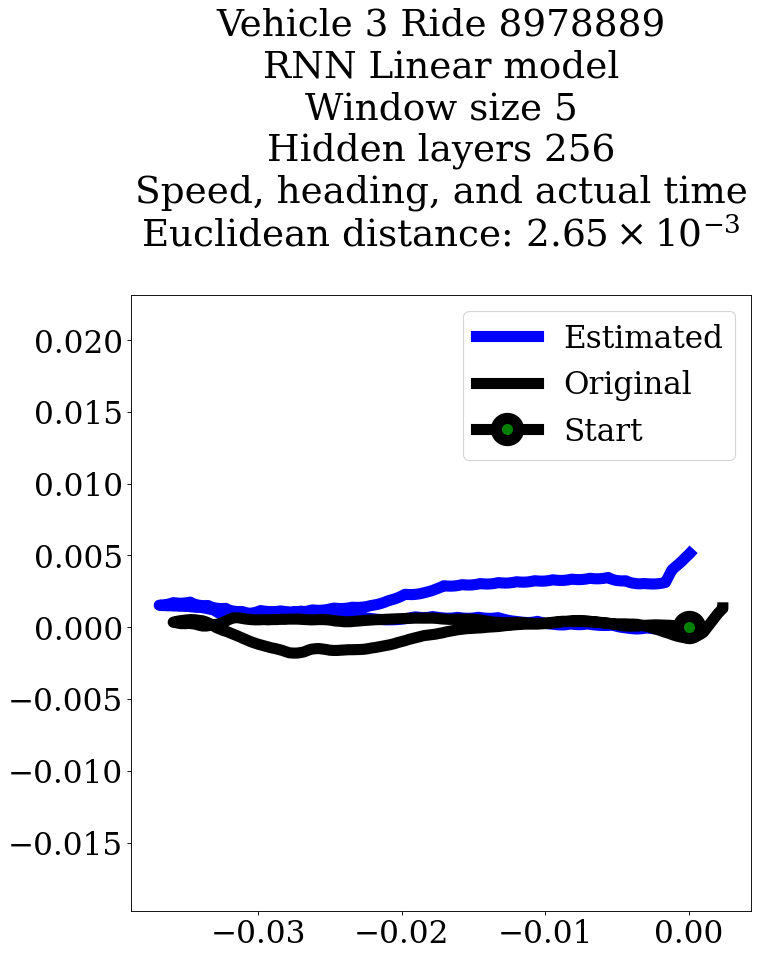 Vehicle 3 Ride 8978889
RNN Linear model
Window size 5
Hidden layers 256
Speed, heading, and actual time
Euclidean distance: 2.65 × 10⁻³
Estimated
Original
Start
0.020
0.015
0.010
0.005
0.000
−0.005
−0.010
−0.015
−0.03
−0.02
−0.01
0.00